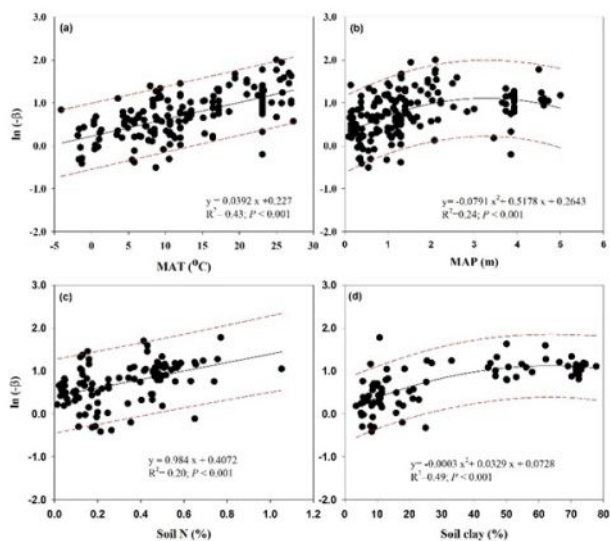 (a)
2.0
1.0
0.0
-1.0
-2.0
ln (-β)
y = 0.0392 x +0.227
R²= 0.43; P < 0.001
-5 0 5 10 15 20 25 30
MAT (ºC)
(b)
2.0
1.0
0.0
-1.0
-2.0
y= -0.0791 x²+ 0.5178 x + 0.2643
R²=0.24; P < 0.001
0 1 2 3 4 5 6
MAP (m)
(c)
3.0
2.0
1.0
0.0
-1.0
-2.0
ln (-β)
y = 0.984 x + 0.4072
R²= 0.20; P < 0.001
0.0 0.2 0.4 0.6 0.8 1.0 1.2
Soil N (%)
(d)
3.0
2.0
1.0
0.0
-1.0
-2.0
y= -0.0003 x²+ 0.0329 x + 0.0728
R²=0.49; P < 0.001
0 10 20 30 40 50 60 70 80
Soil clay (%)